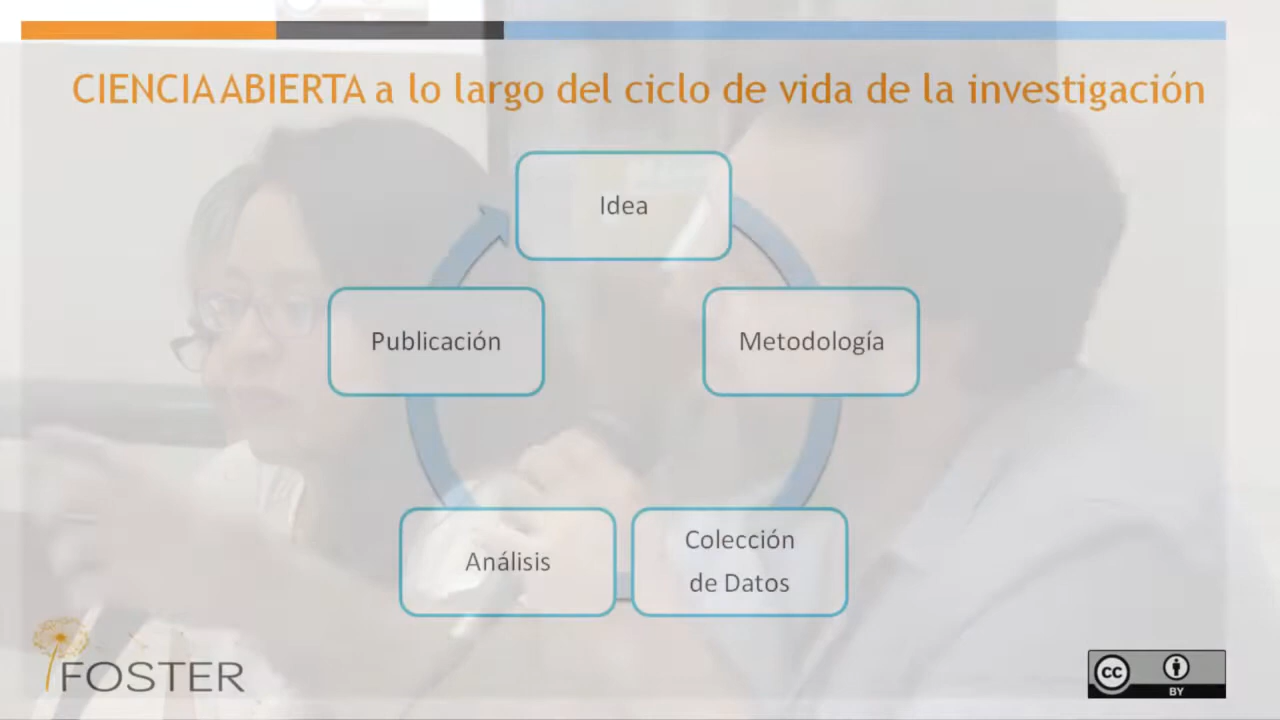 CIENCIA ABIERTA a lo largo del ciclo de vida de la investigación
Idea
Publicación
Metodología
Análisis
Colección
de Datos
FOSTER
cc
BY